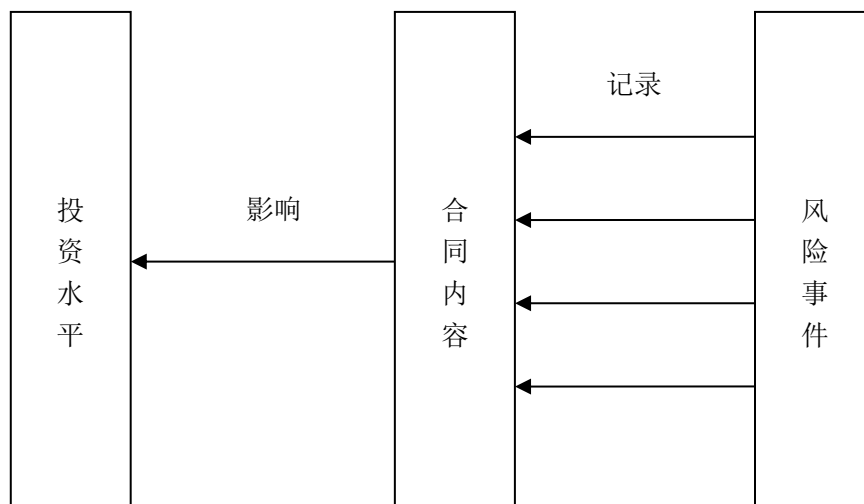 投资水平
影响
合同内容
记录
风险事件